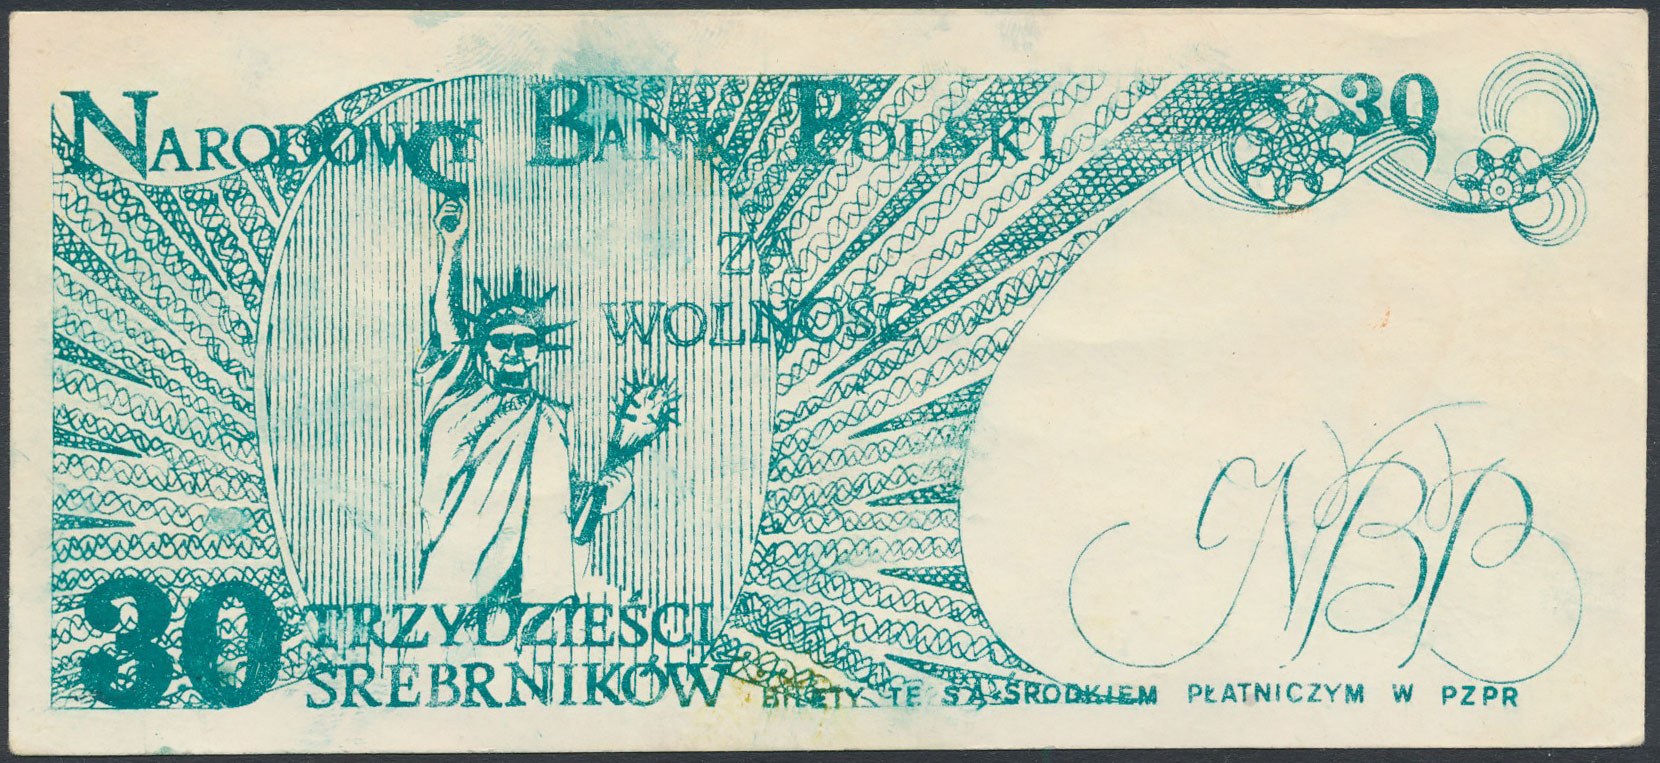 NARODOWY BANK POLSKI
30
ZA
WOLNOŚĆ
NBP
30
TRZYDZIEŚCI
SREBRNIKÓW
BILETY TE SĄ ŚRODKIEM PŁATNICZYM W PZPR